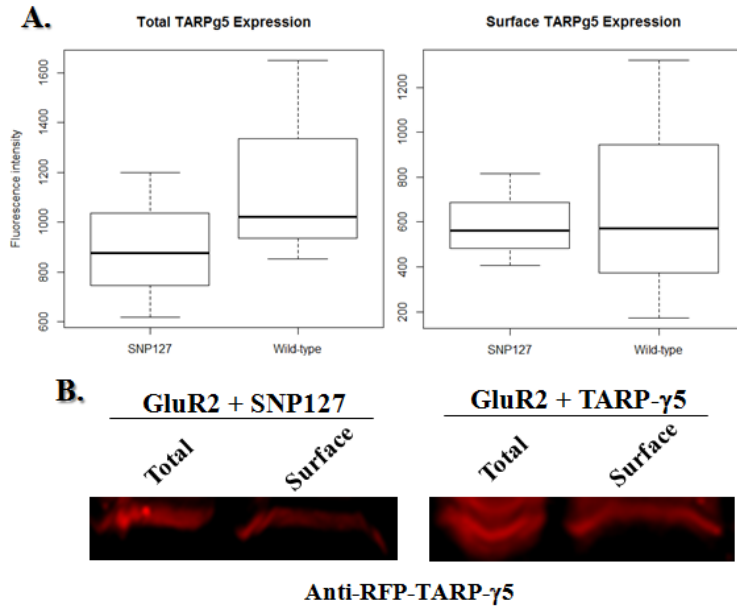 A.
Total TARPg5 Expression
Surface TARPg5 Expression
Fluorescence intensity
1600
1400
1200
1000
800
600
SNP127
Wild-type
1200
1000
800
600
400
200
SNP127
Wild-type
B.
GluR2 + SNP127
GluR2 + TARP-γ5
Total
Surface
Total
Surface
Anti-RFP-TARP-γ5